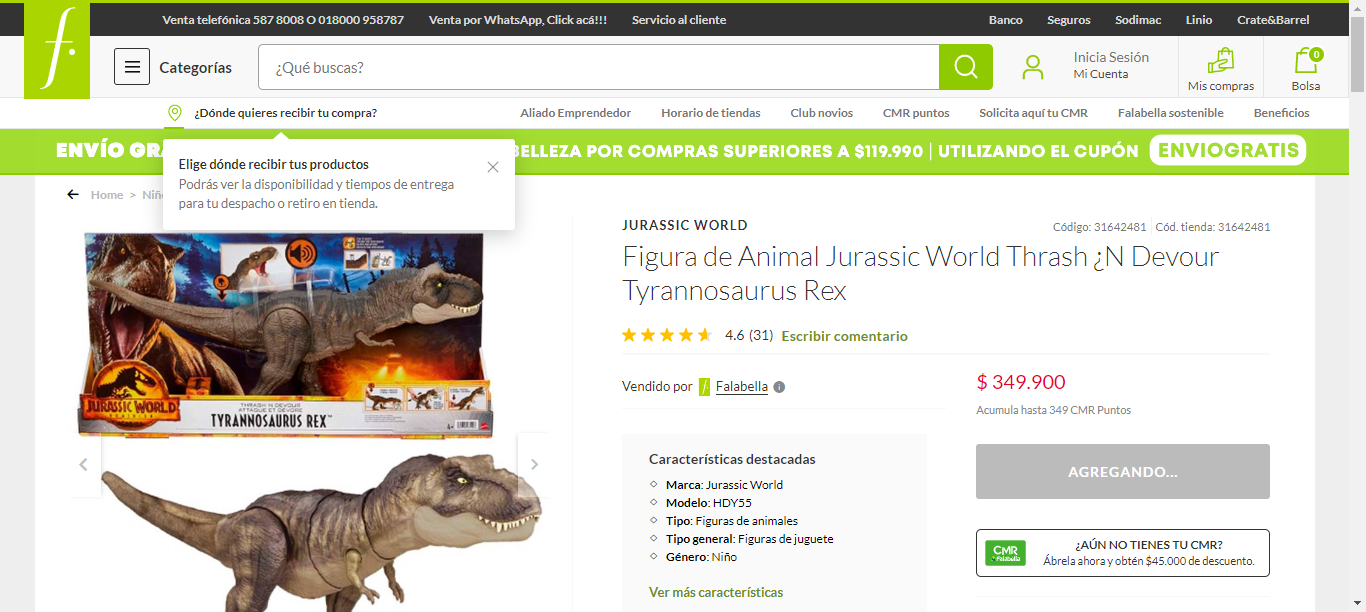 Venta telefónica 587 8008 O 018000 958787
Venta por WhatsApp, Click acá!!!
Servicio al cliente
Banco
Seguros
Sodimac
Linio
Crate&Barrel
f.
Categorías
¿Qué buscas?
Inicia Sesión
Mi Cuenta
Mis compras
0
Bolsa
¿Dónde quieres recibir tu compra?
Aliado Emprendedor
Horario de tiendas
Club novios
CMR puntos
Solicita aquí tu CMR
Falabella sostenible
Beneficios
ENVÍO GRA
BELLEZA POR COMPRAS SUPERIORES A $119.990 | UTILIZANDO EL CUPÓN
ENVIOGRATIS
Elige dónde recibir tus productos
Podrás ver la disponibilidad y tiempos de entrega
para tu despacho o retiro en tienda.
Home > Niñ
JURASSIC WORLD
THRASH N DEVOUR
ATTAQUE ET DÉVORE
TYRANNOSAURUS REX
4+
JURASSIC WORLD
Código: 31642481
Cód. tienda: 31642481
Figura de Animal Jurassic World Thrash ¿N Devour
Tyrannosaurus Rex
4.6 (31)
Escribir comentario
Vendido por
Falabella
$ 349.900
Acumula hasta 349 CMR Puntos
AGREGANDO...
Características destacadas
Marca: Jurassic World
Modelo: HDY55
Tipo: Figuras de animales
Tipo general: Figuras de juguete
Género: Niño
Ver más características
CMR
Falabella
¿AÚN NO TIENES TU CMR?
Ábrela ahora y obtén $45.000 de descuento.